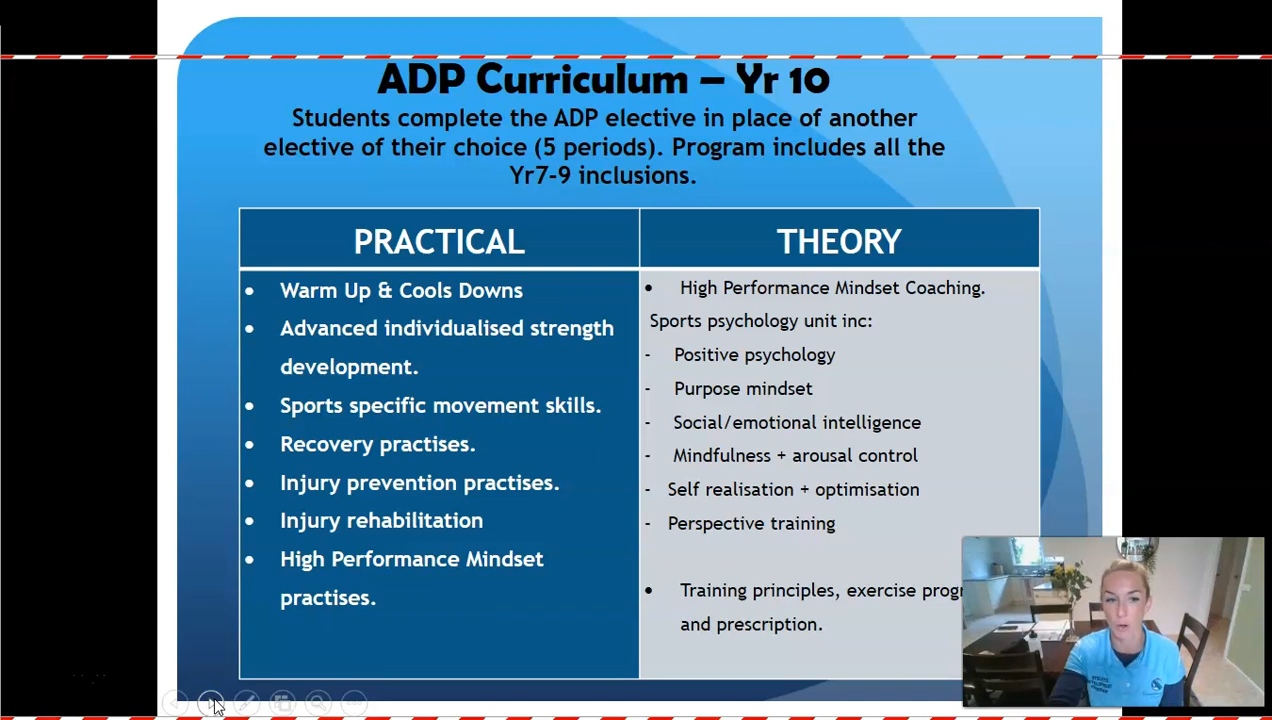 ADP Curriculum – Yr 10
Students complete the ADP elective in place of another
elective of their choice (5 periods). Program includes all the
Yr7-9 inclusions.
PRACTICAL
• Warm Up & Cools Downs
• Advanced individualised strength
development.
• Sports specific movement skills.
• Recovery practises.
• Injury prevention practises.
• Injury rehabilitation
• High Performance Mindset
practises.
THEORY
• High Performance Mindset Coaching.
Sports psychology unit inc:
- Positive psychology
- Purpose mindset
- Social/emotional intelligence
- Mindfulness + arousal control
- Self realisation + optimisation
- Perspective training
• Training principles, exercise progr
and prescription.